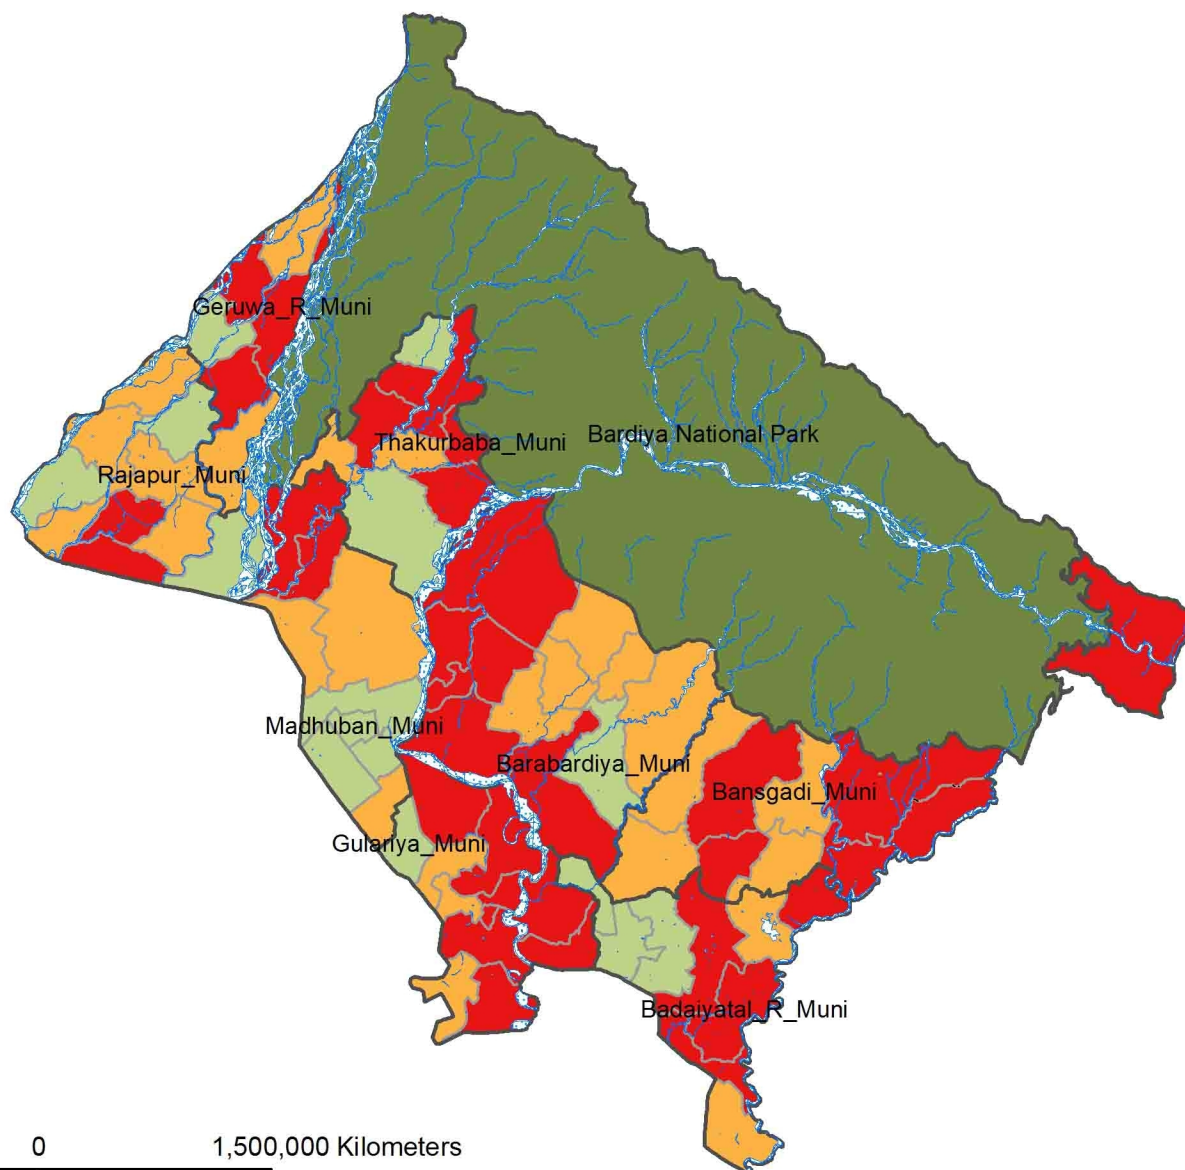 Geruwa_R_Muni
Thakurbaba_Muni
Bardiya National Park
Rajapur_Muni
Madhuban_Muni
Barabardiya_Muni
Bansgadi_Muni
Gulariya_Muni
Badaiyatal_R_Muni
0 1,500,000 Kilometers